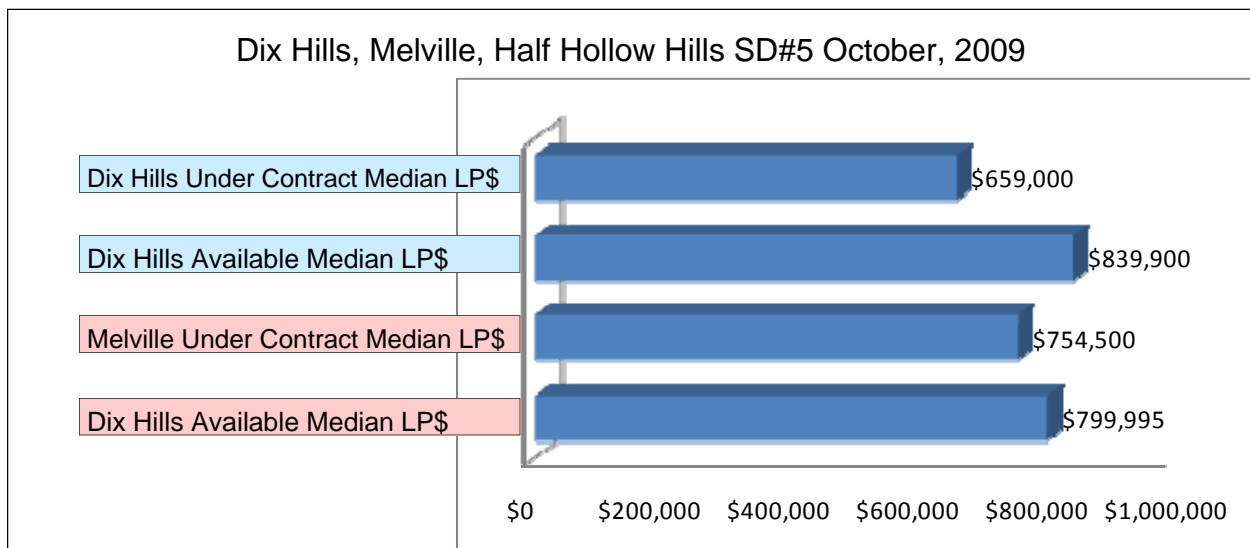 Dix Hills, Melville, Half Hollow Hills SD#5 October, 2009
Dix Hills Under Contract Median LP$
$659,000
Dix Hills Available Median LP$
$839,900
Melville Under Contract Median LP$
$754,500
Dix Hills Available Median LP$
$799,995
$0 $200,000 $400,000 $600,000 $800,000 $1,000,000